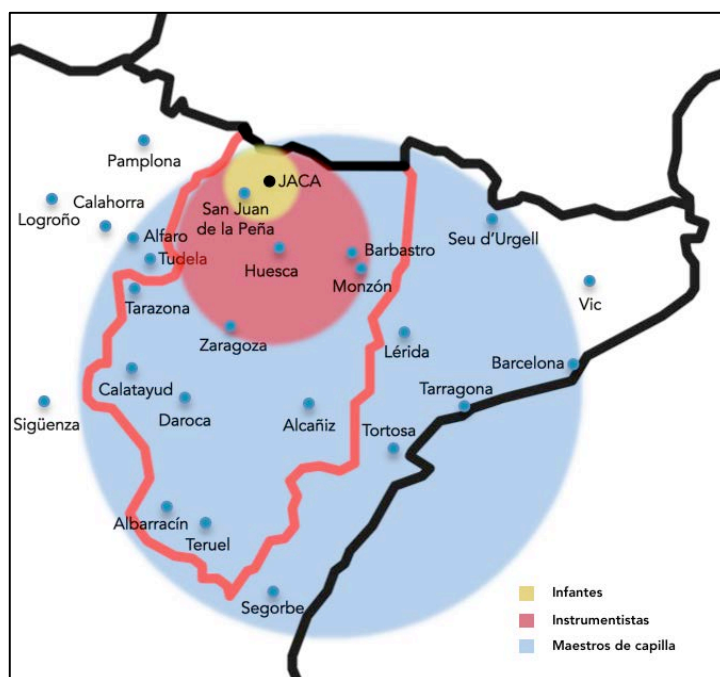 Pamplona
JACA
San Juan
de la Peña
Logroño
Calahorra
Alfaro
Tudela
Huesca
Barbastro
Monzón
Seu d'Urgell
Vic
Tarazona
Zaragoza
Lérida
Barcelona
Calatayud
Daroca
Alcañiz
Tarragona
Sigüenza
Tortosa
Albarracín
Teruel
Segorbe
Infantes
Instrumentistas
Maestros de capilla